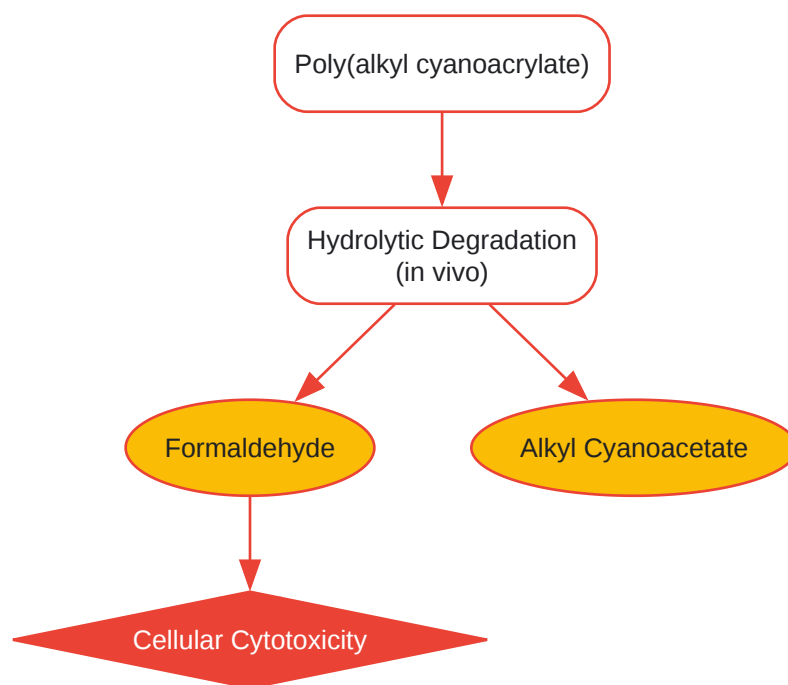 Poly(alkyl cyanoacrylate)
Hydrolytic Degradation
(in vivo)
Formaldehyde
Alkyl Cyanoacetate
Cellular Cytotoxicity